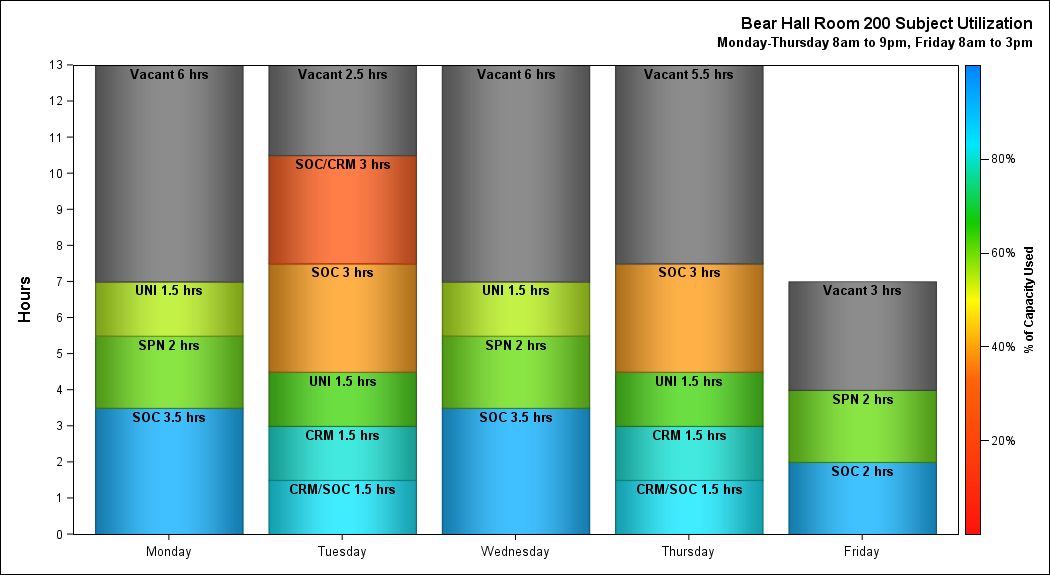 Bear Hall Room 200 Subject Utilization
Monday-Thursday 8am to 9pm, Friday 8am to 3pm
Hours
13
12
11
10
9
8
7
6
5
4
3
2
1
0
Vacant 6 hrs
UNI 1.5 hrs
SPN 2 hrs
SOC 3.5 hrs
Monday
Vacant 2.5 hrs
SOC/CRM 3 hrs
SOC 3 hrs
UNI 1.5 hrs
CRM 1.5 hrs
CRM/SOC 1.5 hrs
Tuesday
Vacant 6 hrs
UNI 1.5 hrs
SPN 2 hrs
SOC 3.5 hrs
Wednesday
Vacant 5.5 hrs
SOC 3 hrs
UNI 1.5 hrs
CRM 1.5 hrs
CRM/SOC 1.5 hrs
Thursday
Vacant 3 hrs
SPN 2 hrs
SOC 2 hrs
Friday
80%
60%
40%
20%
% of Capacity Used